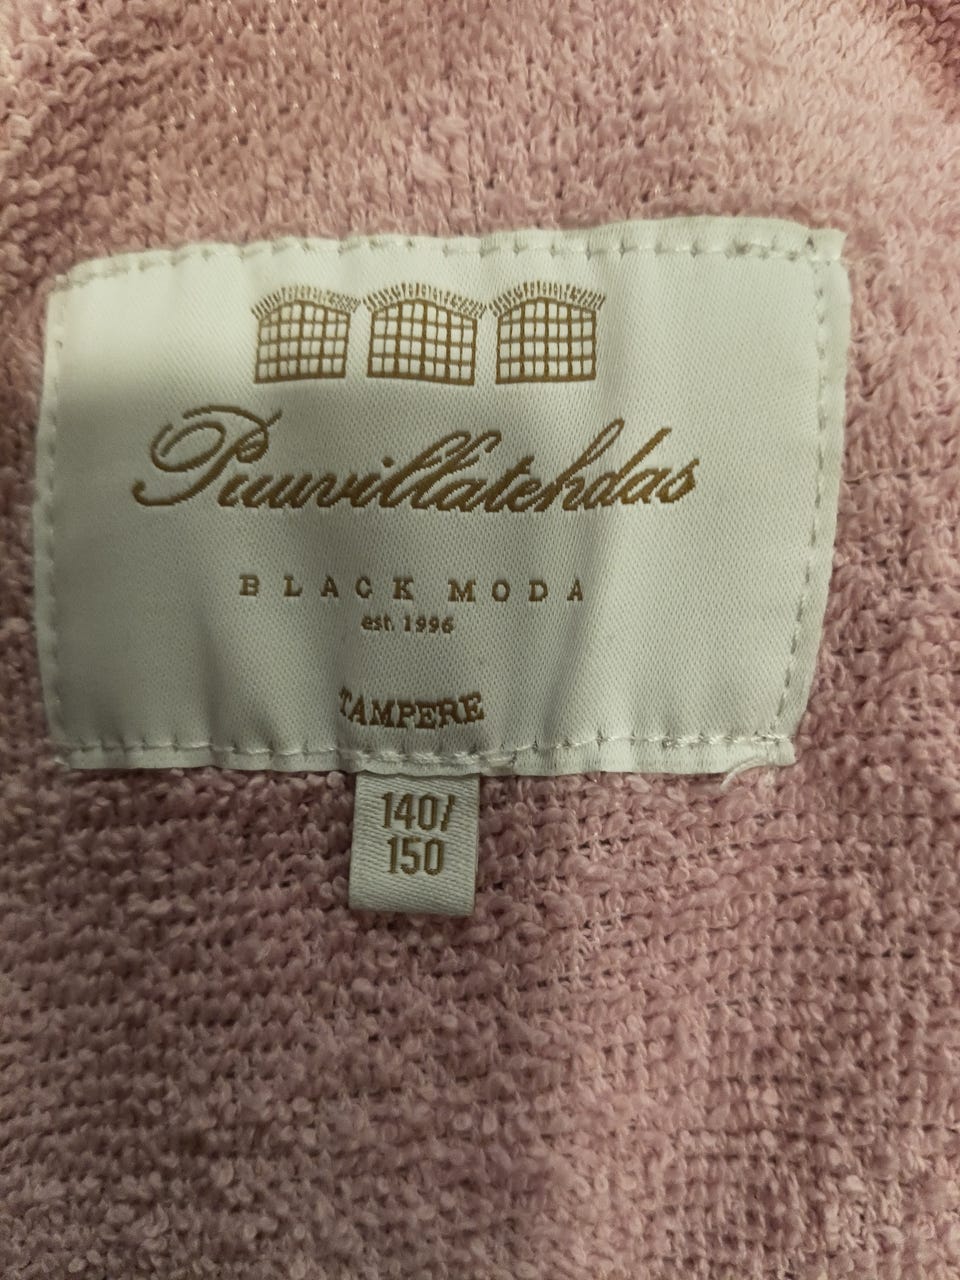 Puuvillatehdas
BLACK MODA
est. 1996
TAMPERE
140/
150